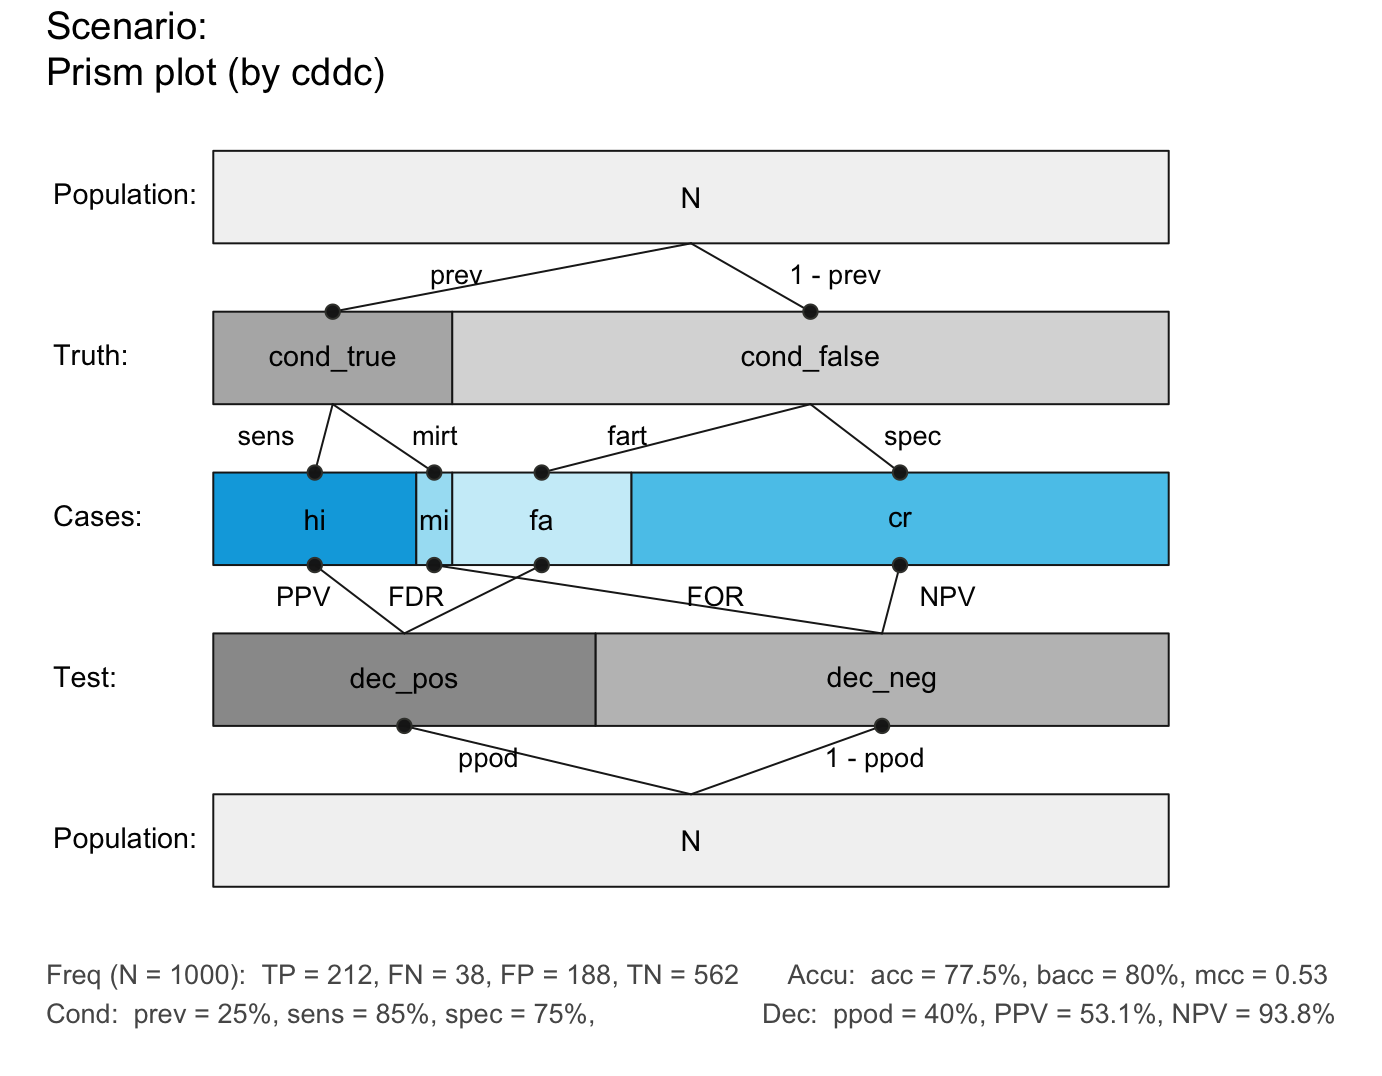 Scenario:
Prism plot (by cddc)
Population:
N
prev
1 - prev
Truth:
cond_true
cond_false
sens
mirt
fart
spec
Cases:
hi
mi
fa
cr
PPV
FDR
FOR
NPV
Test:
dec_pos
dec_neg
ppod
1 - ppod
Population:
N
Freq (N = 1000):  TP = 212, FN = 38, FP = 188, TN = 562
Accu:  acc = 77.5%, bacc = 80%, mcc = 0.53
Cond:  prev = 25%, sens = 85%, spec = 75%,
Dec:  ppod = 40%, PPV = 53.1%, NPV = 93.8%